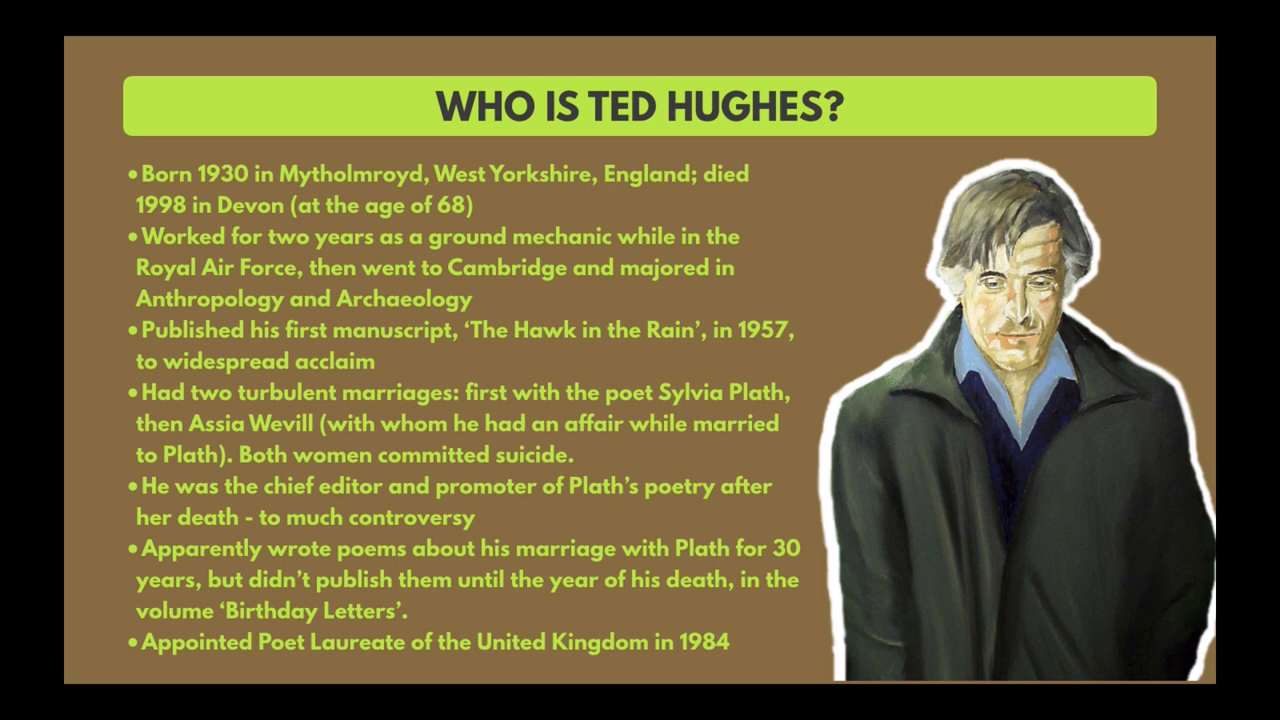 WHO IS TED HUGHES?
•Born 1930 in Mytholmroyd, West Yorkshire, England; died
1998 in Devon (at the age of 68)
•Worked for two years as a ground mechanic while in the
Royal Air Force, then went to Cambridge and majored in
Anthropology and Archaeology
•Published his first manuscript, ‘The Hawk in the Rain’, in 1957,
to widespread acclaim
•Had two turbulent marriages: first with the poet Sylvia Plath,
then Assia Wevill (with whom he had an affair while married
to Plath). Both women committed suicide.
•He was the chief editor and promoter of Plath’s poetry after
her death - to much controversy
•Apparently wrote poems about his marriage with Plath for 30
years, but didn’t publish them until the year of his death, in the
volume ‘Birthday Letters’.
•Appointed Poet Laureate of the United Kingdom in 1984